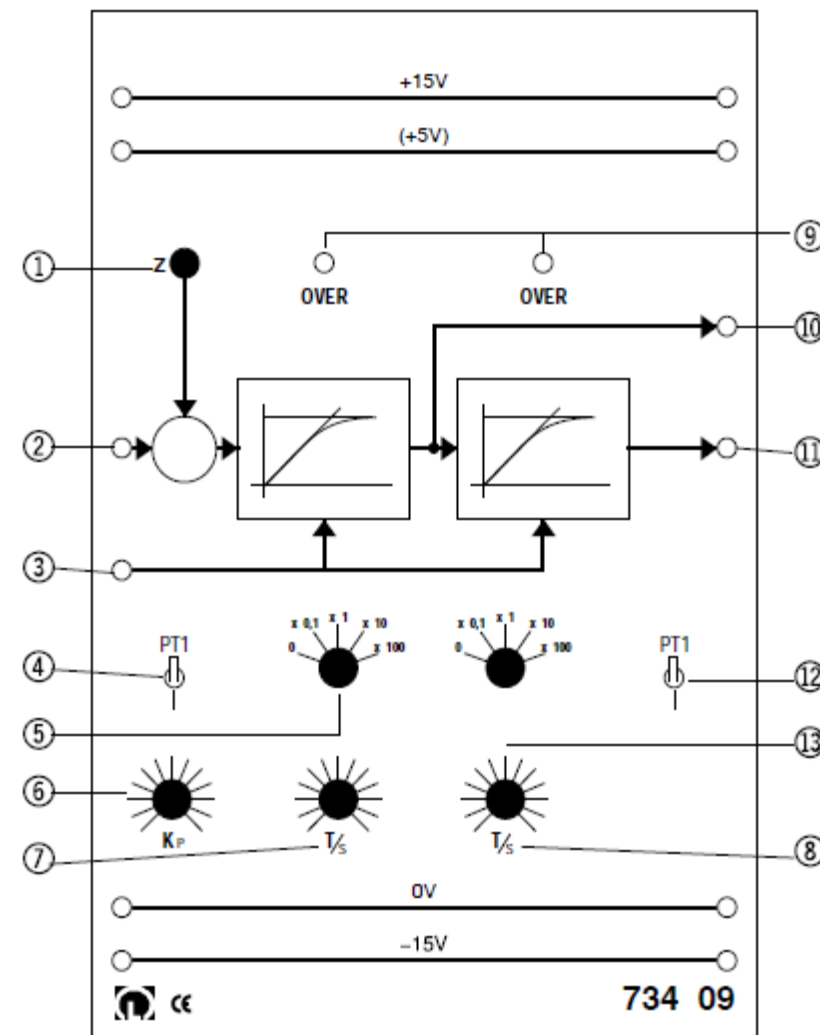 +15V
(+5V)
9
1 Z
OVER OVER
10
2 11
3
x 0,1 x 1 x 10 x 0,1 x 1 x 10
0 x 100 0 x 100
PT1 PT1
4 12
5 13
6
KP T/S T/S
7 8
0V
−15V
L CE 734 09